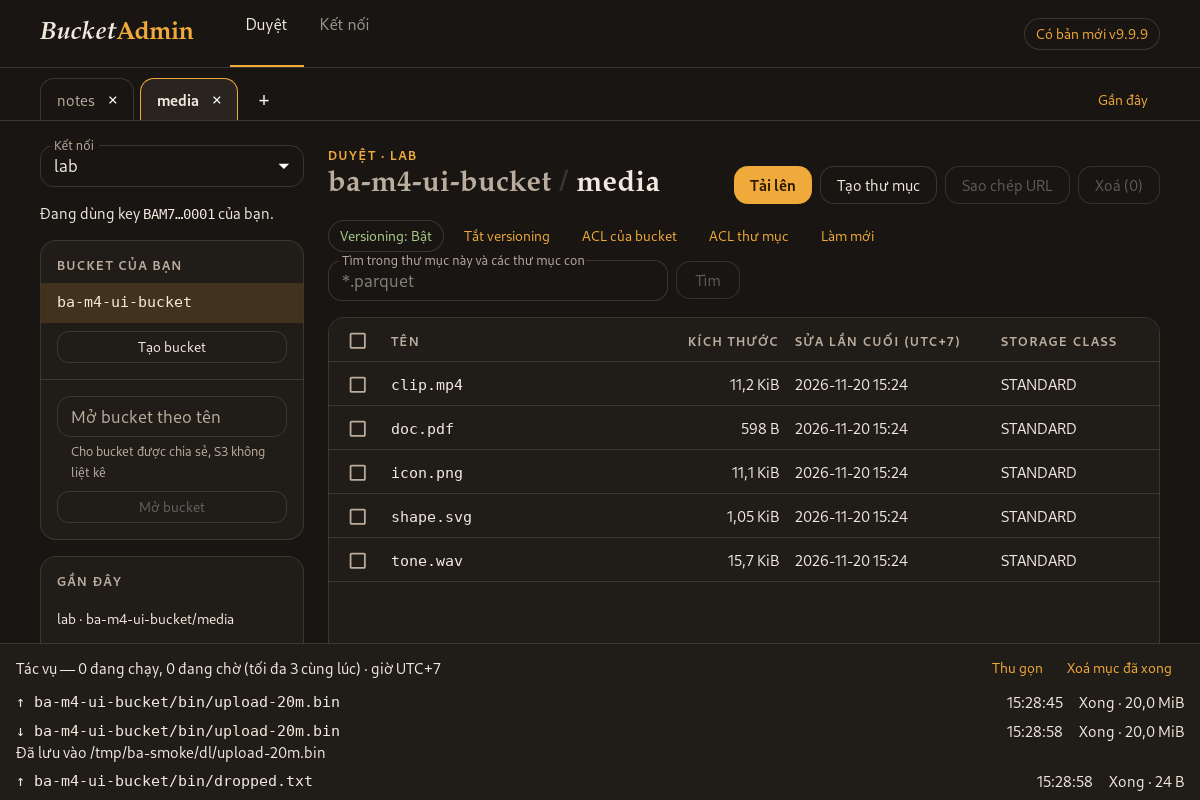 BucketAdmin Duyệt Kết nối Có bản mới v9.9.9
notes × media × + Gần đây
Kết nối
lab
Đang dùng key BAM7…0001 của bạn.
BUCKET CỦA BẠN
ba-m4-ui-bucket
Tạo bucket
Mở bucket theo tên
Cho bucket được chia sẻ, S3 không
liệt kê
Mở bucket
GẦN ĐÂY
lab · ba-m4-ui-bucket/media
DUYỆT · LAB
ba-m4-ui-bucket / media
Tải lên Tạo thư mục Sao chép URL Xoá (0)
Versioning: Bật Tắt versioning ACL của bucket ACL thư mục Làm mới
Tìm trong thư mục này và các thư mục con
*.parquet Tìm
TÊN KÍCH THƯỚC SỬA LẦN CUỐI (UTC+7) STORAGE CLASS
clip.mp4 11,2 KiB 2026-11-20 15:24 STANDARD
doc.pdf 598 B 2026-11-20 15:24 STANDARD
icon.png 11,1 KiB 2026-11-20 15:24 STANDARD
shape.svg 1,05 KiB 2026-11-20 15:24 STANDARD
tone.wav 15,7 KiB 2026-11-20 15:24 STANDARD
Tác vụ — 0 đang chạy, 0 đang chờ (tối đa 3 cùng lúc) · giờ UTC+7 Thu gọn Xoá mục đã xong
↑ ba-m4-ui-bucket/bin/upload-20m.bin 15:28:45 Xong · 20,0 MiB
↓ ba-m4-ui-bucket/bin/upload-20m.bin 15:28:58 Xong · 20,0 MiB
Đã lưu vào /tmp/ba-smoke/dl/upload-20m.bin
↑ ba-m4-ui-bucket/bin/dropped.txt 15:28:58 Xong · 24 B